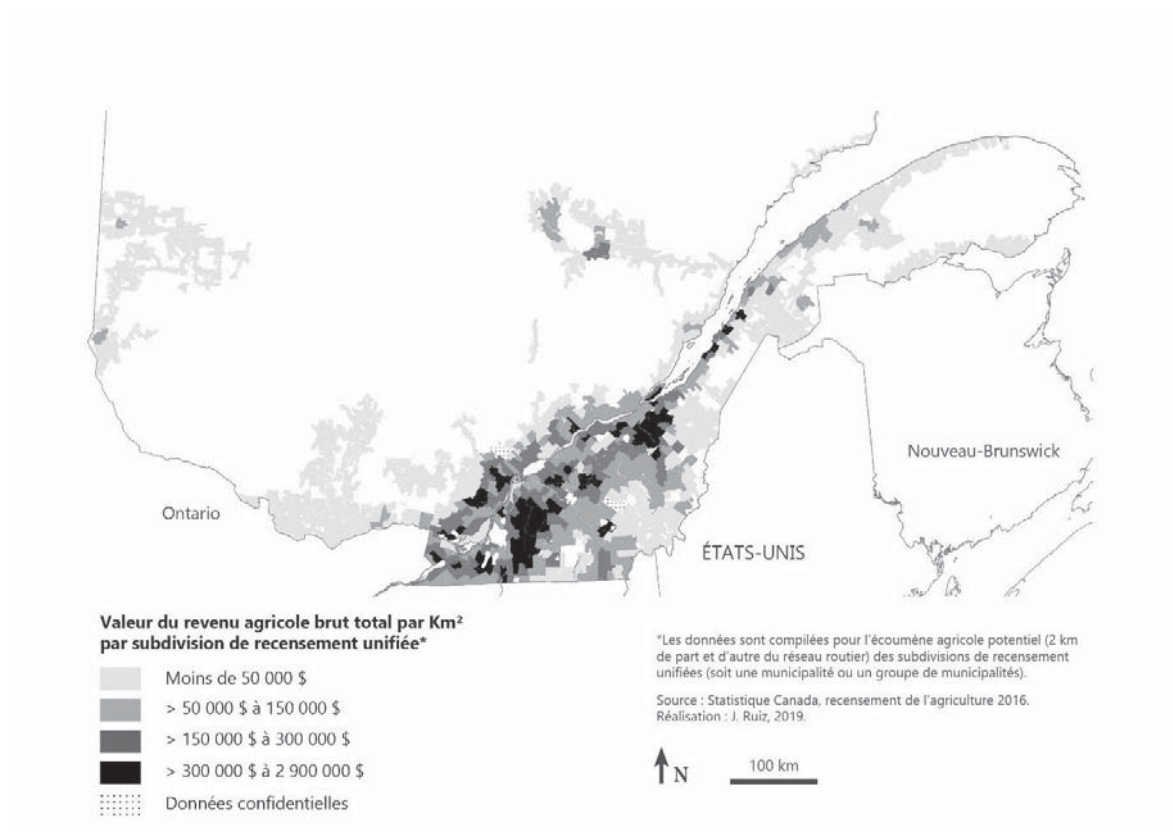 Nouveau-Brunswick
Ontario
ÉTATS-UNIS
Valeur du revenu agricole brut total par Km²
par subdivision de recensement unifiée*
Moins de 50 000 $
> 50 000 $ à 150 000 $
> 150 000 $ à 300 000 $
> 300 000 $ à 2 900 000 $
Données confidentielles
*Les données sont compilées pour l'écoumène agricole potentiel (2 km
de part et d'autre du réseau routier) des subdivisions de recensement
unifiées (soit une municipalité ou un groupe de municipalités).
Source : Statistique Canada, recensement de l'agriculture 2016.
Réalisation : J. Ruiz, 2019.
N
100 km